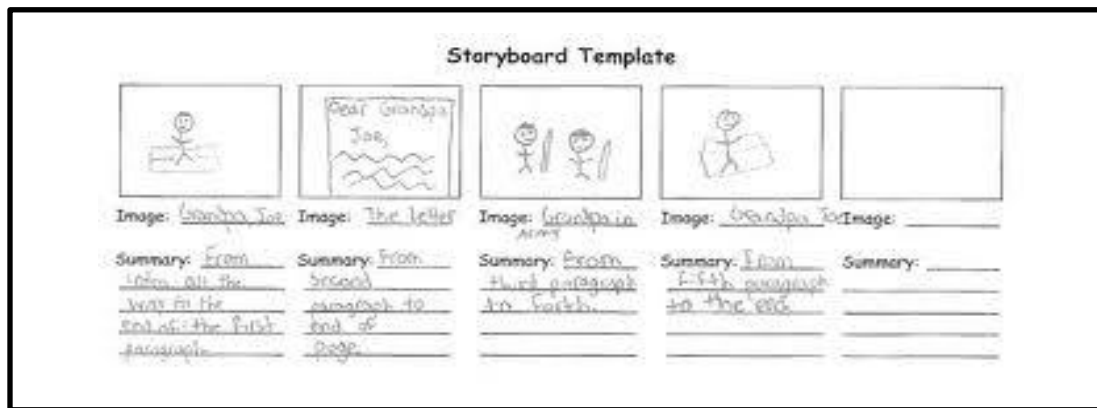 Storyboard Template
Dear Grandpa
Joe,
Image: Grandpa Joe
Image: The letter
Image: Grandpa in
Army
Image: Grandpa Joe
Image:
Summary: From
intro all the
way to the
end of the first
paragraph
Summary: From
second
paragraph to
end of
page.
Summary: From
third paragraph
to forth.
Summary: From
fifth paragraph
to the end
Summary: